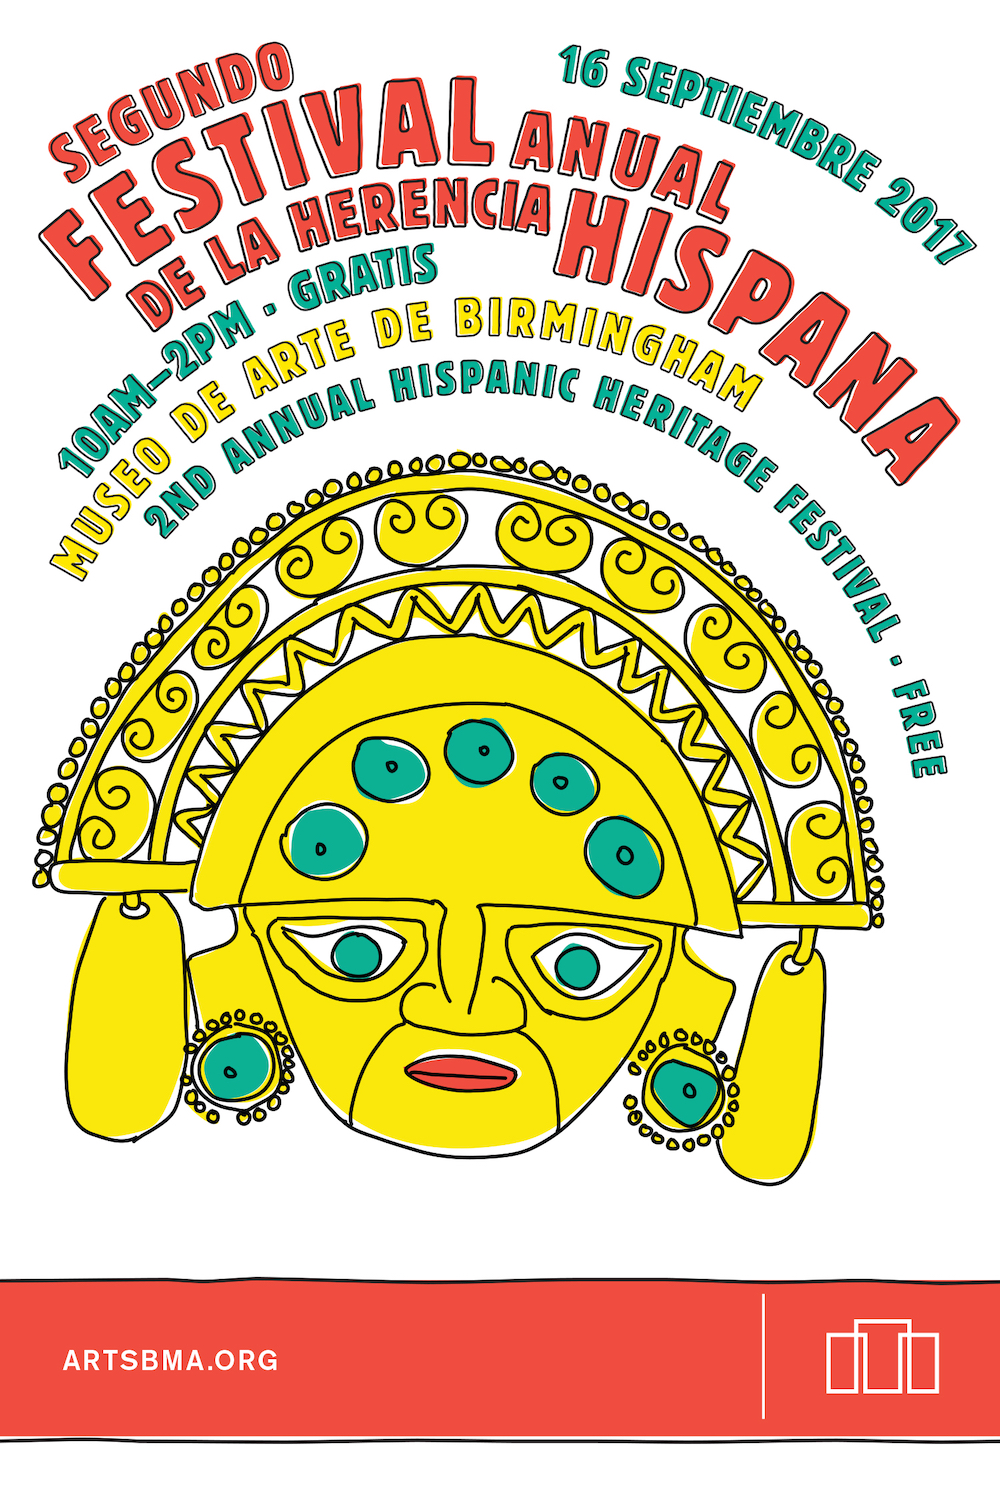 SEGUNDO
FESTIVAL ANUAL
DE LA HERENCIA HISPANA
16 SEPTIEMBRE 2017
10AM–2PM · GRATIS
MUSEO DE ARTE DE BIRMINGHAM
2ND ANNUAL HISPANIC HERITAGE FESTIVAL · FREE
ARTSBMA.ORG